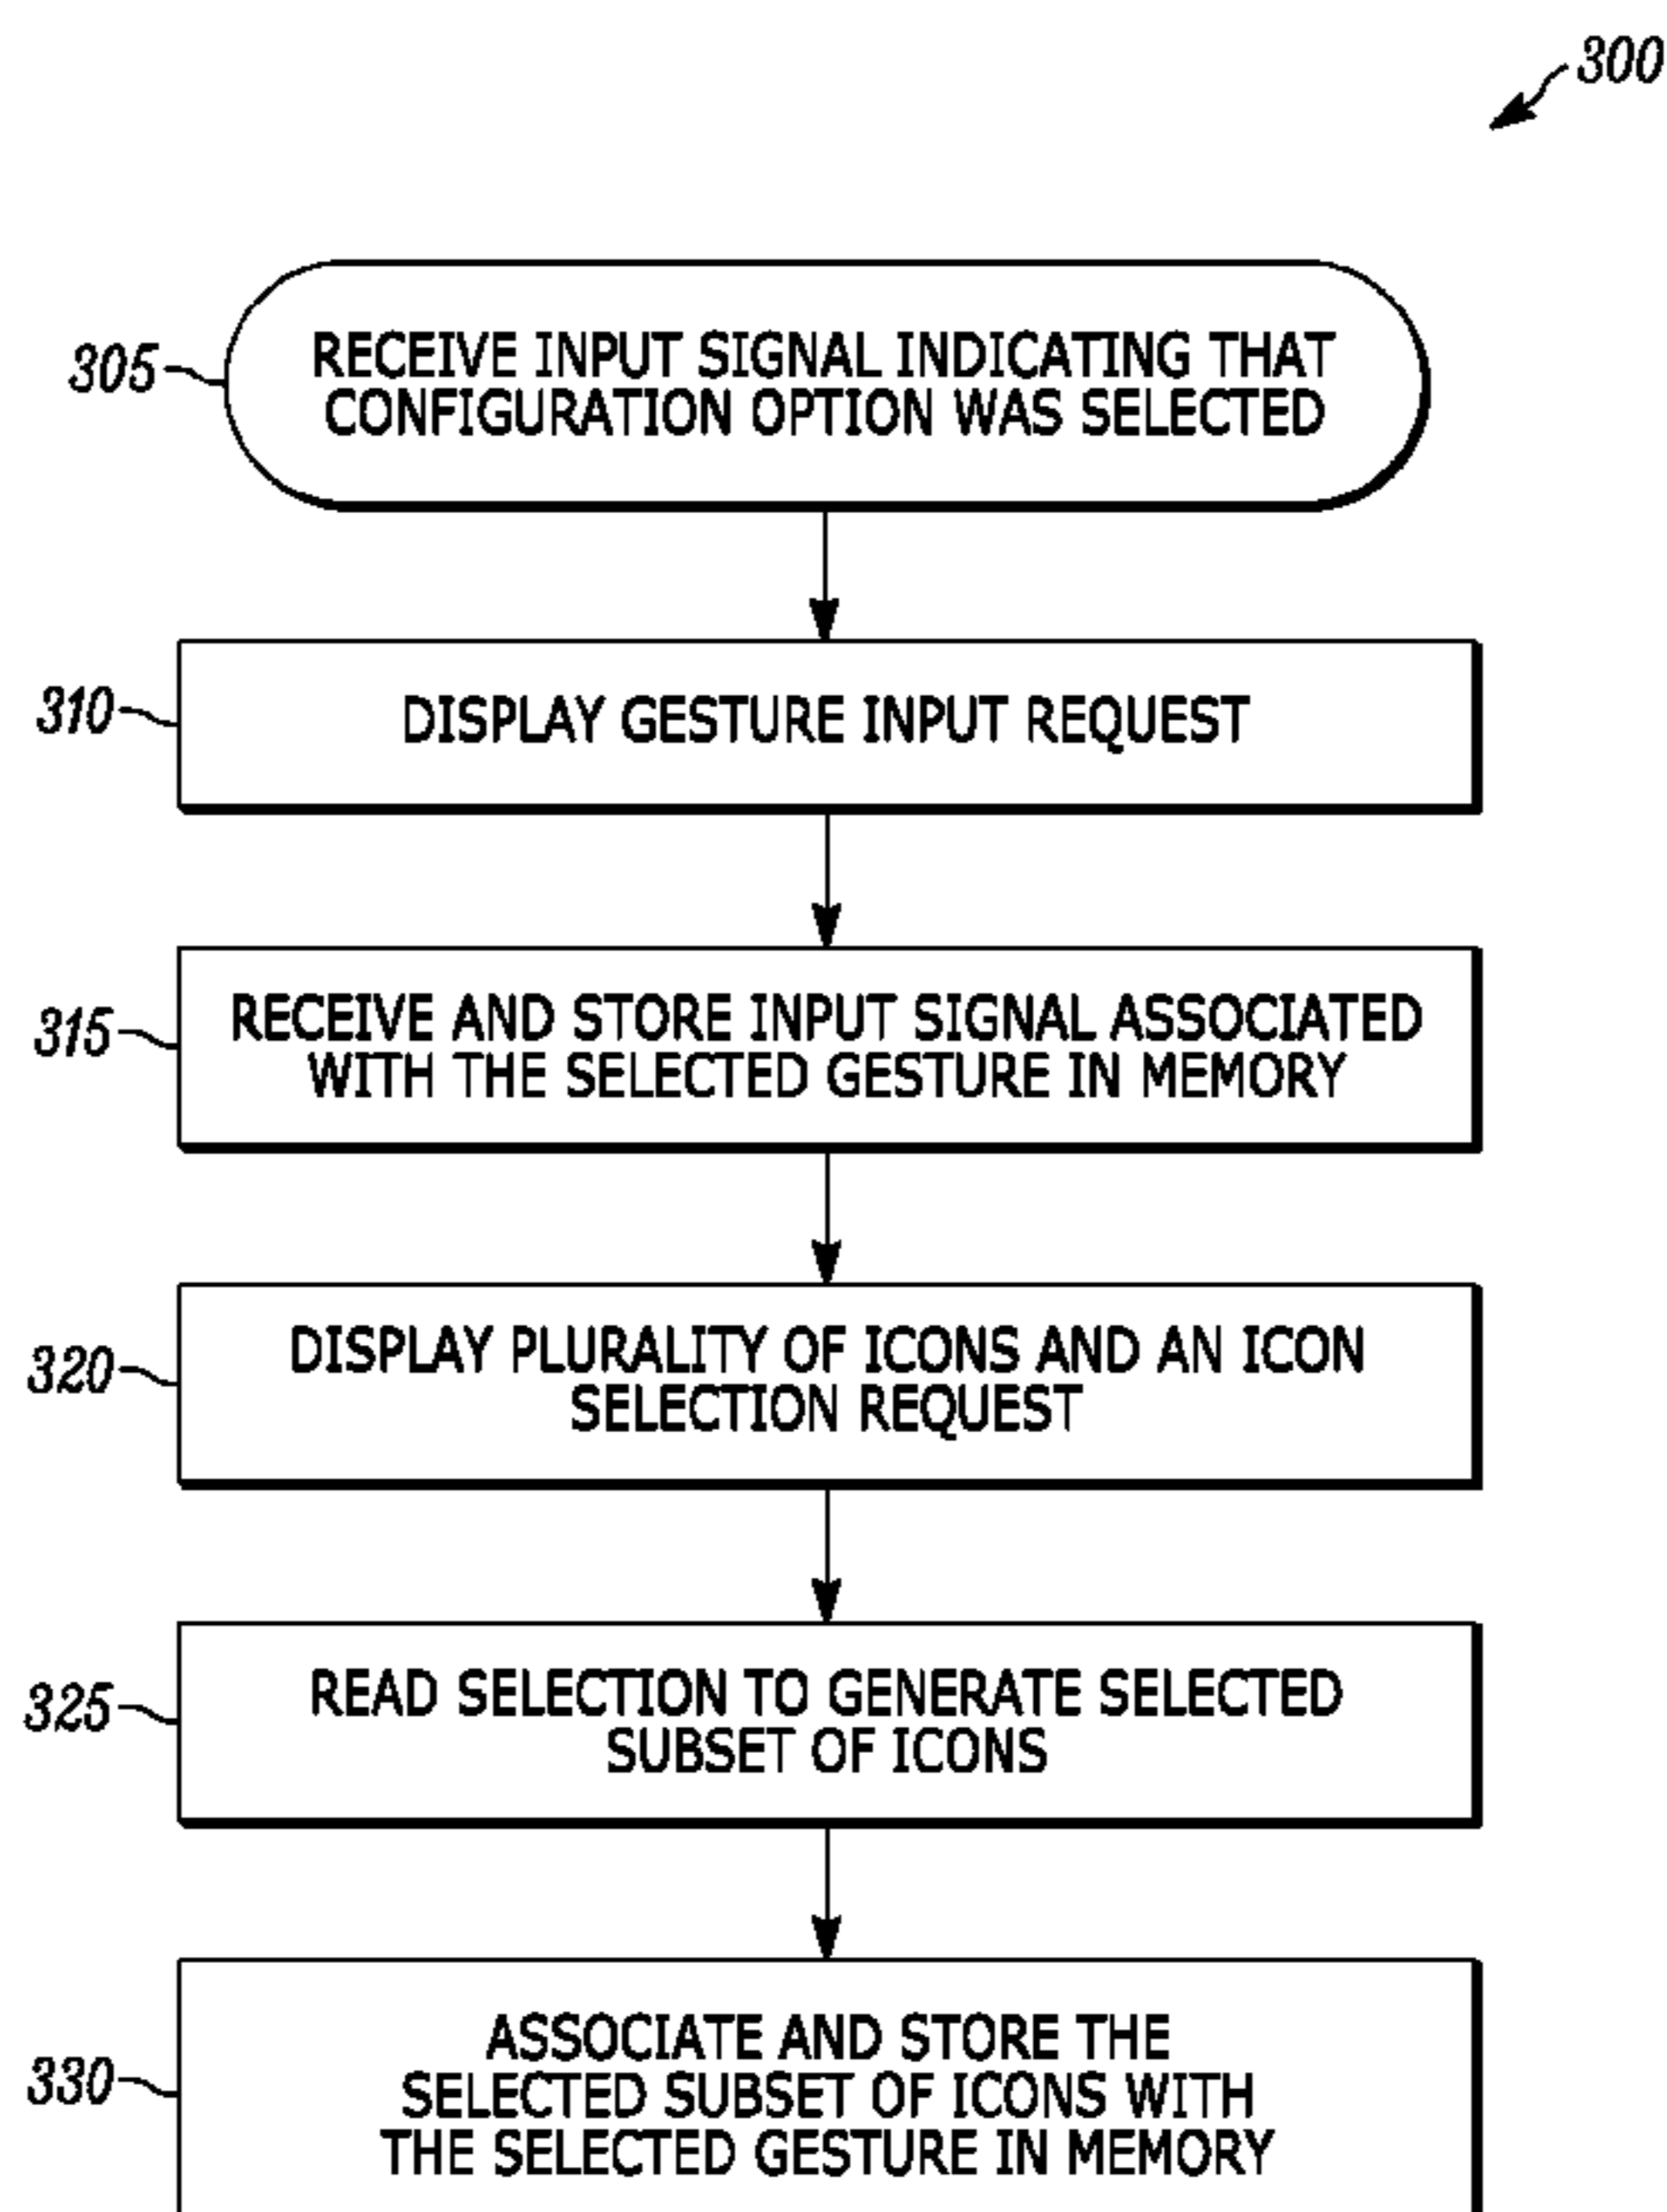 300
305
RECEIVE INPUT SIGNAL INDICATING THAT
CONFIGURATION OPTION WAS SELECTED
310
DISPLAY GESTURE INPUT REQUEST
315
RECEIVE AND STORE INPUT SIGNAL ASSOCIATED
WITH THE SELECTED GESTURE IN MEMORY
320
DISPLAY PLURALITY OF ICONS AND AN ICON
SELECTION REQUEST
325
READ SELECTION TO GENERATE SELECTED
SUBSET OF ICONS
330
ASSOCIATE AND STORE THE
SELECTED SUBSET OF ICONS WITH
THE SELECTED GESTURE IN MEMORY